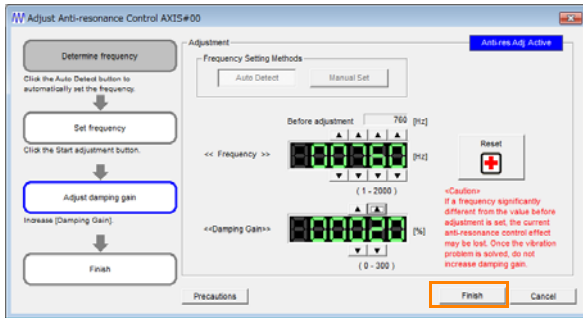 Adjust Anti-resonance Control AXIS#00
Determine frequency
Click the Auto Detect button to
automatically set the frequency.
Set frequency
Click the Start adjustment button.
Adjust damping gain
Increase [Damping Gain].
Finish
Adjustment
Anti-res Adj Active
Frequency Setting Methods
Auto Detect
Manual Set
Before adjustment 760 [Hz]
<< Frequency >>
000760
[Hz]
(1 - 2000 )
<<Damping Gain>>
000020
[%]
( 0 - 300 )
Reset
<Caution>
If a frequency significantly
different from the value before
adjustment is set, the current
anti-resonance control effect
may be lost. Once the vibration
problem is solved, do not
increase damping gain.
Precautions
Finish
Cancel